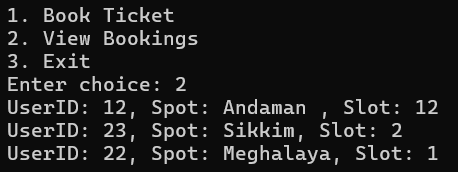 1. Book Ticket
2. View Bookings
3. Exit
Enter choice: 2
UserID: 12, Spot: Andaman , Slot: 12
UserID: 23, Spot: Sikkim, Slot: 2
UserID: 22, Spot: Meghalaya, Slot: 1